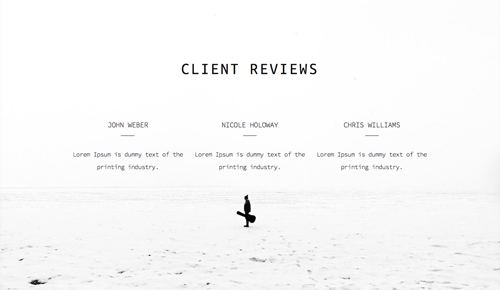 CLIENT REVIEWS
JOHN WEBER
Lorem Ipsum is dummy text of the
printing industry.
NICOLE HOLOWAY
Lorem Ipsum is dummy text of the
printing industry.
CHRIS WILLIAMS
Lorem Ipsum is dummy text of the
printing industry.